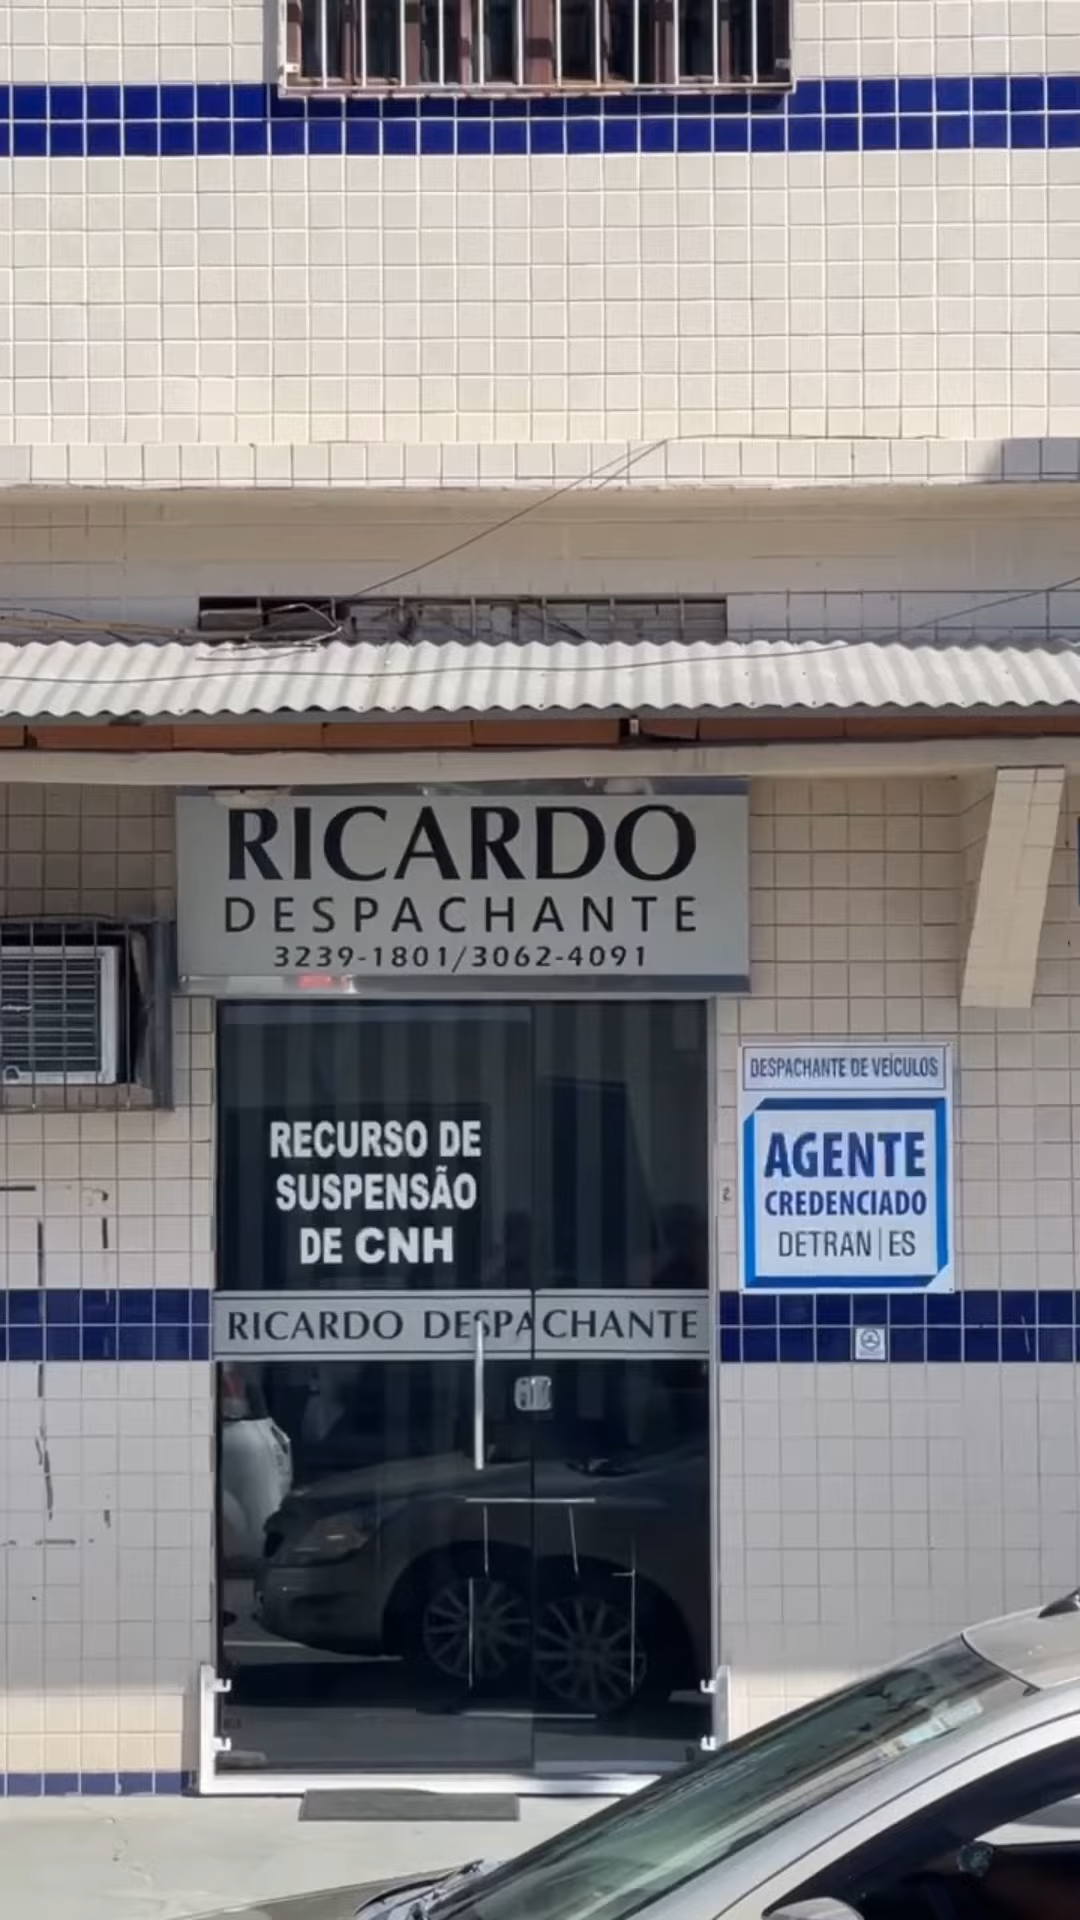 RICARDO
DESPACHANTE
3239-1801/3062-4091
RECURSO DE
SUSPENSÃO
DE CNH
RICARDO DESPACHANTE
DESPACHANTE DE VEÍCULOS
AGENTE
CREDENCIADO
DETRAN|ES